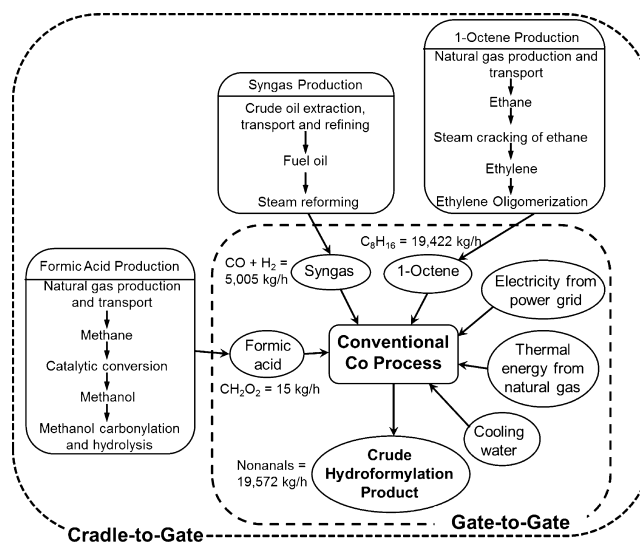 1-Octene Production
Natural gas production and
transport
Ethane
Steam cracking of ethane
Ethylene
Ethylene Oligomerization
Syngas Production
Crude oil extraction,
transport and refining
Fuel oil
Steam reforming
Formic Acid Production
Natural gas production
and transport
Methane
Catalytic conversion
Methanol
Methanol carbonylation
and hydrolysis
C8H16 = 19,422 kg/h
CO + H2 =
5,005 kg/h
Syngas
1-Octene
Electricity from
power grid
Formic
acid
CH2O2 = 15 kg/h
Conventional
Co Process
Thermal
energy from
natural gas
Cooling
water
Nonanals =
19,572 kg/h
Crude
Hydroformylation
Product
Gate-to-Gate
Cradle-to-Gate